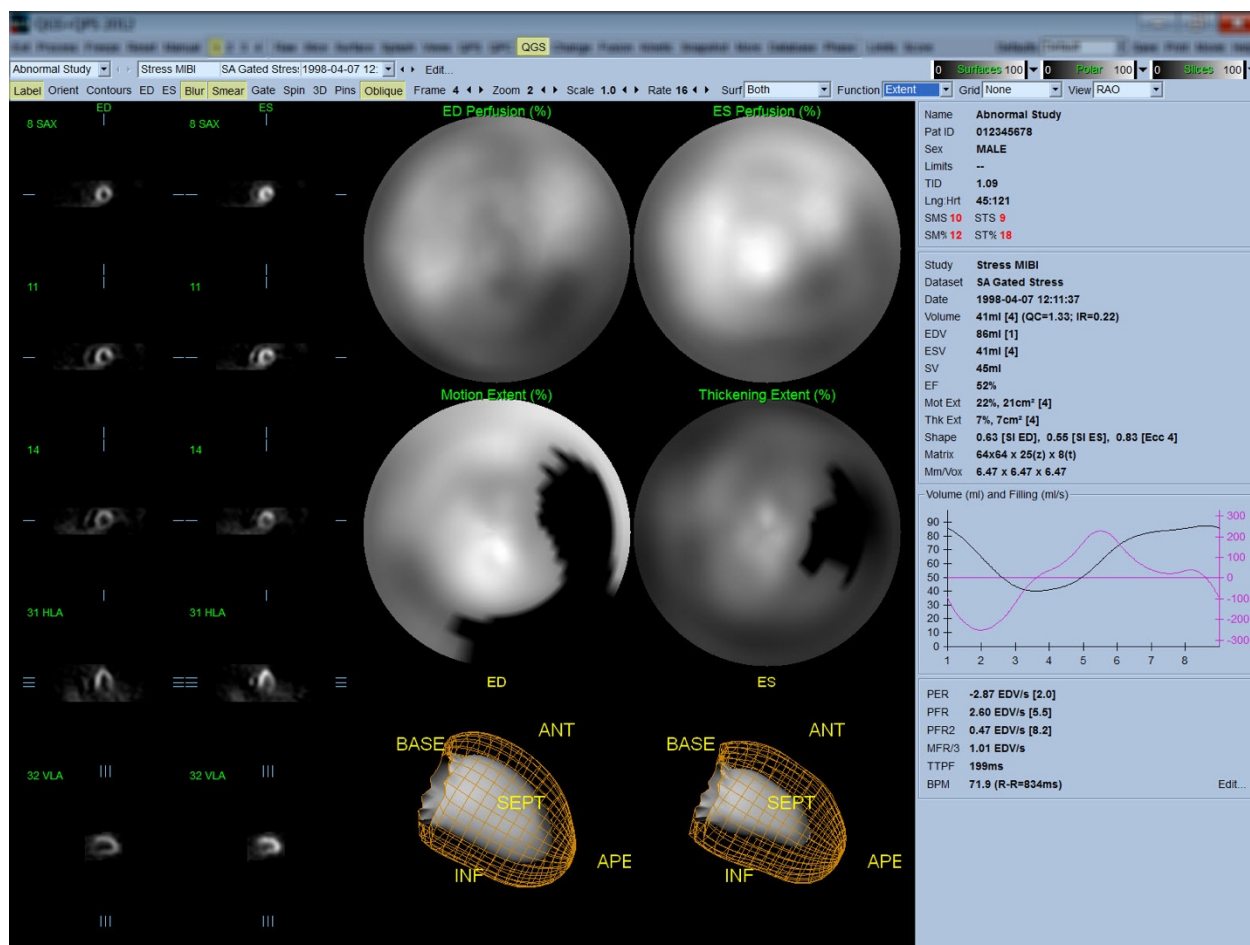 QGS+QPS 2012
QGS
Abnormal Study Stress MIBI SA Gated Stres: 1998-04-07 12: Edit... 0 Surfaces 100 0 Polar 100 0 Slices 100
Label Orient Contours ED ES Blur Smear Gate Spin 3D Pins Oblique Frame 4 Zoom 2 Scale 1.0 Rate 16 Surf Both Function Extent Grid None View RAO
ED ES
8 SAX 8 SAX
11 11
14 14
31 HLA 31 HLA
32 VLA 32 VLA
ED Perfusion (%) ES Perfusion (%)
Motion Extent (%) Thickening Extent (%)
ED ES
BASE ANT SEPT INF APE
BASE ANT SEPT INF APE
Name Abnormal Study
Pat ID 012345678
Sex MALE
Limits --
TID 1.09
Lng:Hrt 45:121
SMS 10 STS 9
SM% 12 ST% 18
Study Stress MIBI
Dataset SA Gated Stress
Date 1998-04-07 12:11:37
Volume 41ml [4] (QC=1.33; IR=0.22)
EDV 86ml [1]
ESV 41ml [4]
SV 45ml
EF 52%
Mot Ext 22%, 21cm² [4]
Thk Ext 7%, 7cm² [4]
Shape 0.63 [SI ED], 0.55 [SI ES], 0.83 [Ecc 4]
Matrix 64x64 x 25(z) x 8(t)
Mm/Vox 6.47 x 6.47 x 6.47
Volume (ml) and Filling (ml/s)
90 80 70 60 50 40 30 20 10 0
300 200 100 0 -100 -200 -300
1 2 3 4 5 6 7 8
PER -2.87 EDV/s [2.0]
PFR 2.60 EDV/s [5.5]
PFR2 0.47 EDV/s [8.2]
MFR/3 1.01 EDV/s
TTPF 199ms
BPM 71.9 (R-R=834ms) Edit...